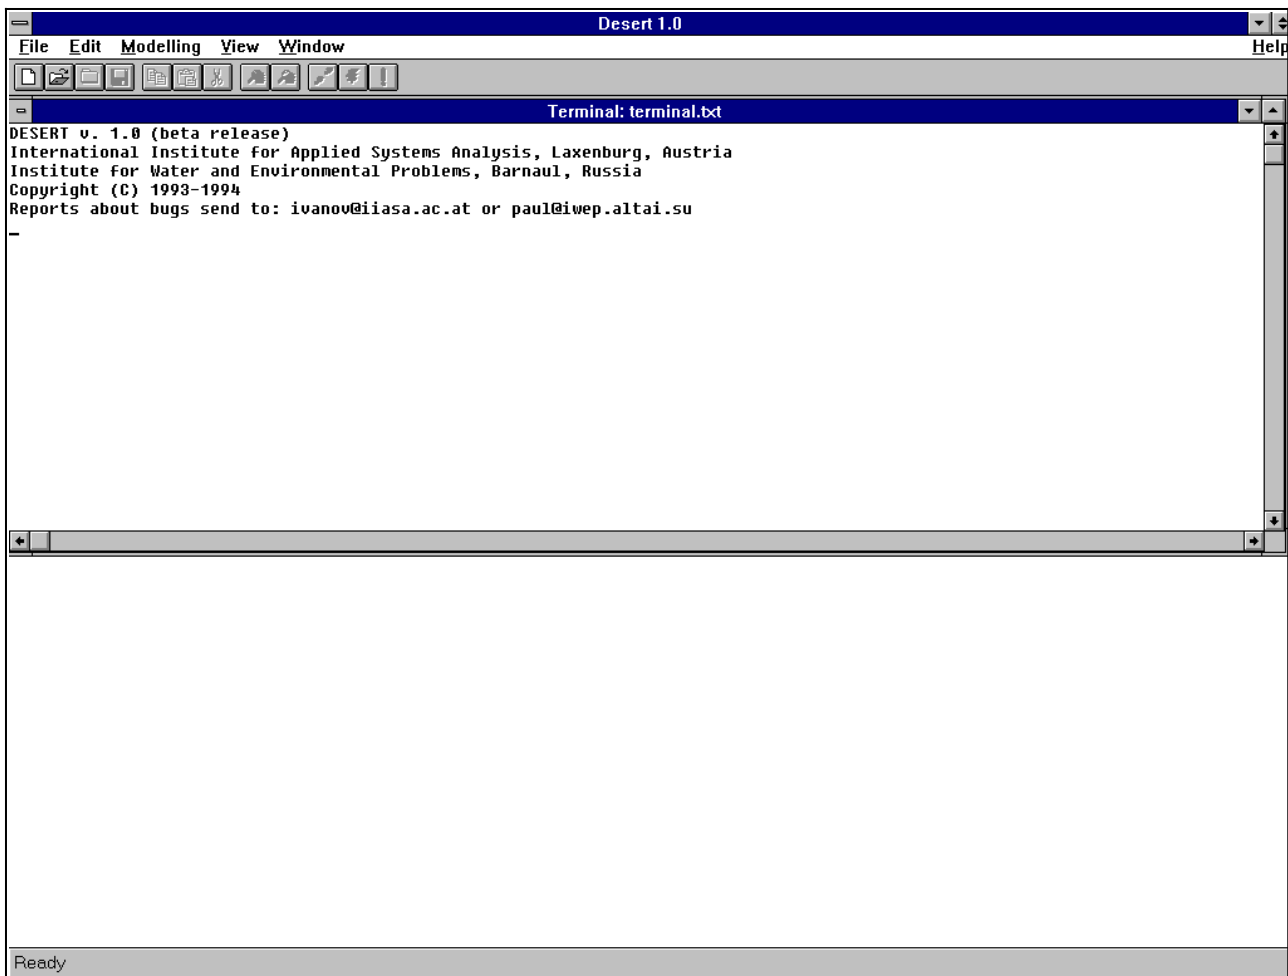 Desert 1.0
File Edit Modelling View Window Help
Terminal: terminal.txt
DESERT v. 1.0 (beta release)
International Institute for Applied Systems Analysis, Laxenburg, Austria
Institute for Water and Environmental Problems, Barnaul, Russia
Copyright (C) 1993-1994
Reports about bugs send to: ivanov@iiasa.ac.at or paul@iwep.altai.su
Ready